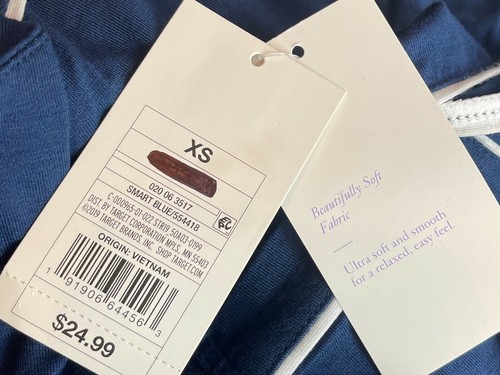 XS
020 06 3517
SMART BLUE/554418
C-000965-01-022 STR19 50A03-0199
DIST. BY TARGET CORPORATION MPLS, MN 55403
©2019 TARGET BRANDS, INC. SHOP TARGET.COM
ORIGIN: VIETNAM
1 91906 64456 3
$24.99
Beautifully Soft
Fabric
Ultra soft and smooth
for a relaxed, easy feel.